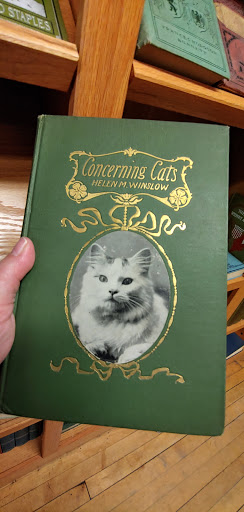 D STAPLES
Concerning Cats
HELEN M. WINSLOW